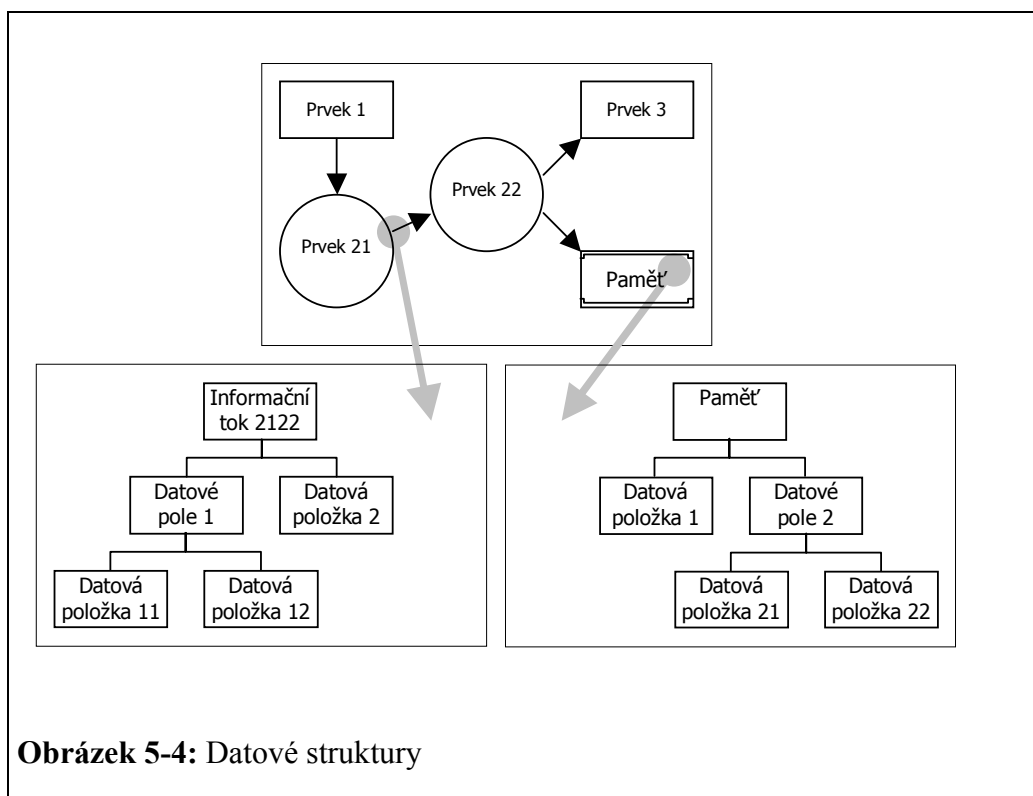 Prvek 1
Prvek 3
Prvek 22
Prvek 21
Paměť
Informační
tok 2122
Datové
pole 1
Datová
položka 2
Datová
položka 11
Datová
položka 12
Paměť
Datová
položka 1
Datové
pole 2
Datová
položka 21
Datová
položka 22
Obrázek 5-4: Datové struktury